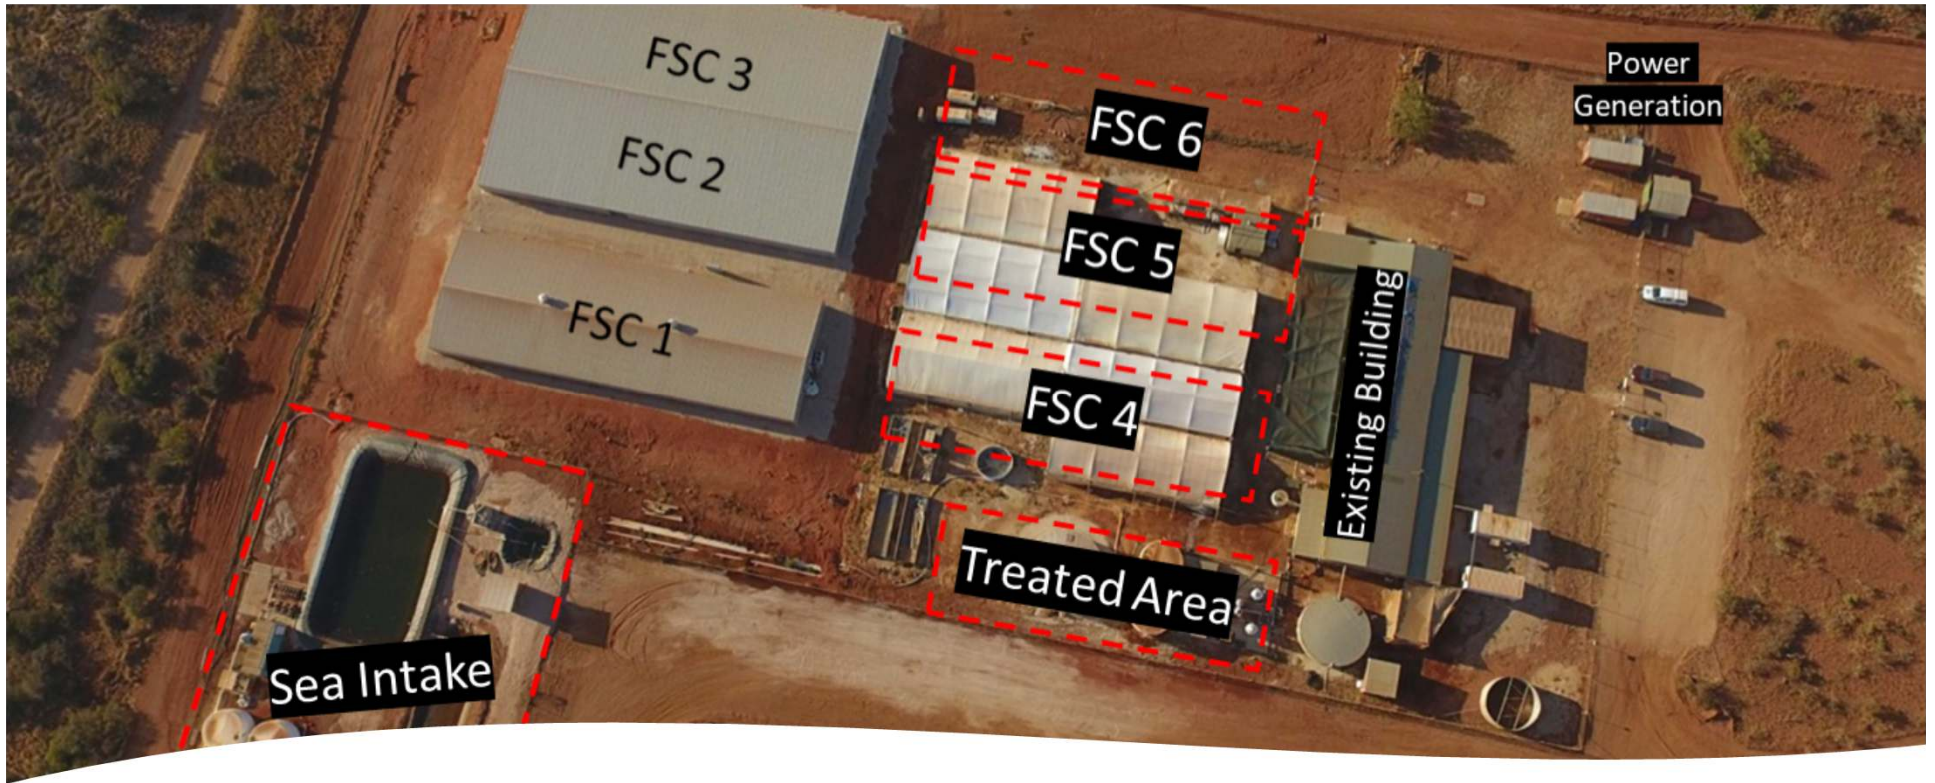 FSC 3
FSC 2
FSC 1
FSC 6
FSC 5
FSC 4
Power
Generation
Existing Building
Treated Area
Sea Intake